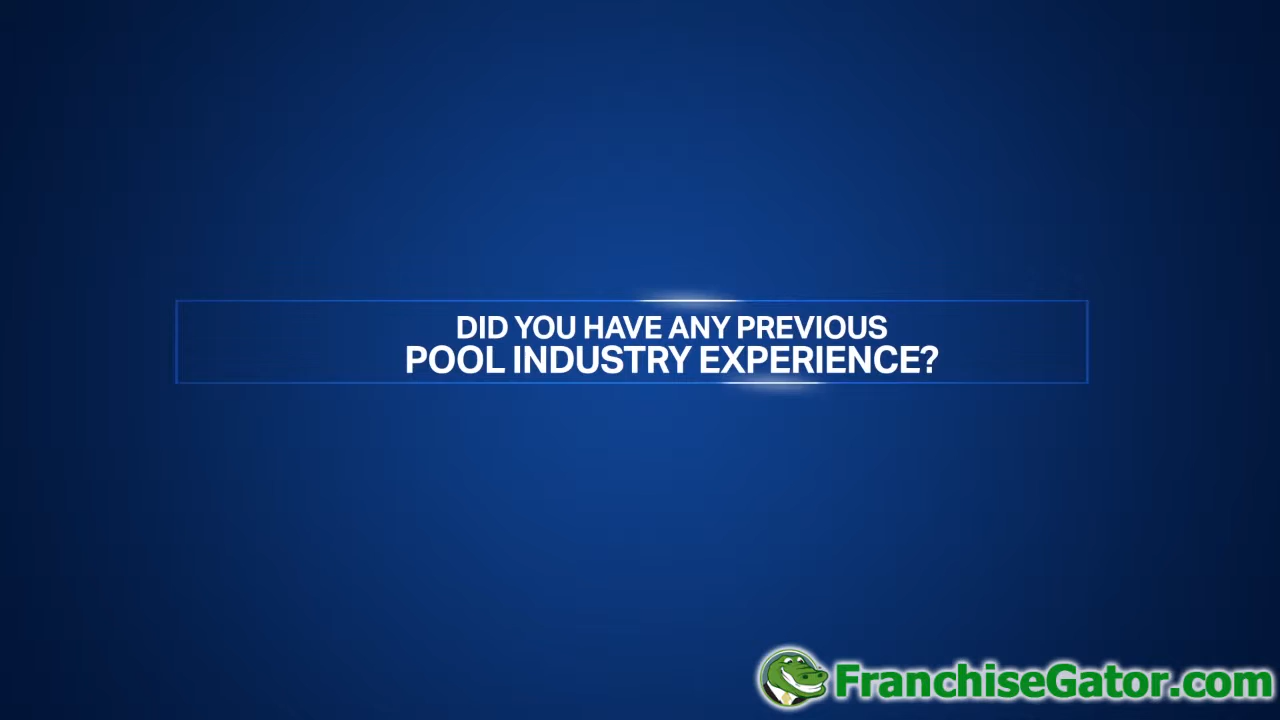 DID YOU HAVE ANY PREVIOUS
POOL INDUSTRY EXPERIENCE?
FranchiseGator.com